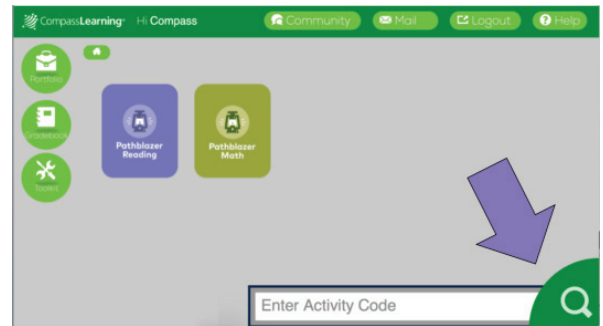 CompassLearning Hi Compass Community Mail Logout Help
Portfolio
Gradebook
Toolkit
Pathblazer
Reading
Pathblazer
Math
Enter Activity Code